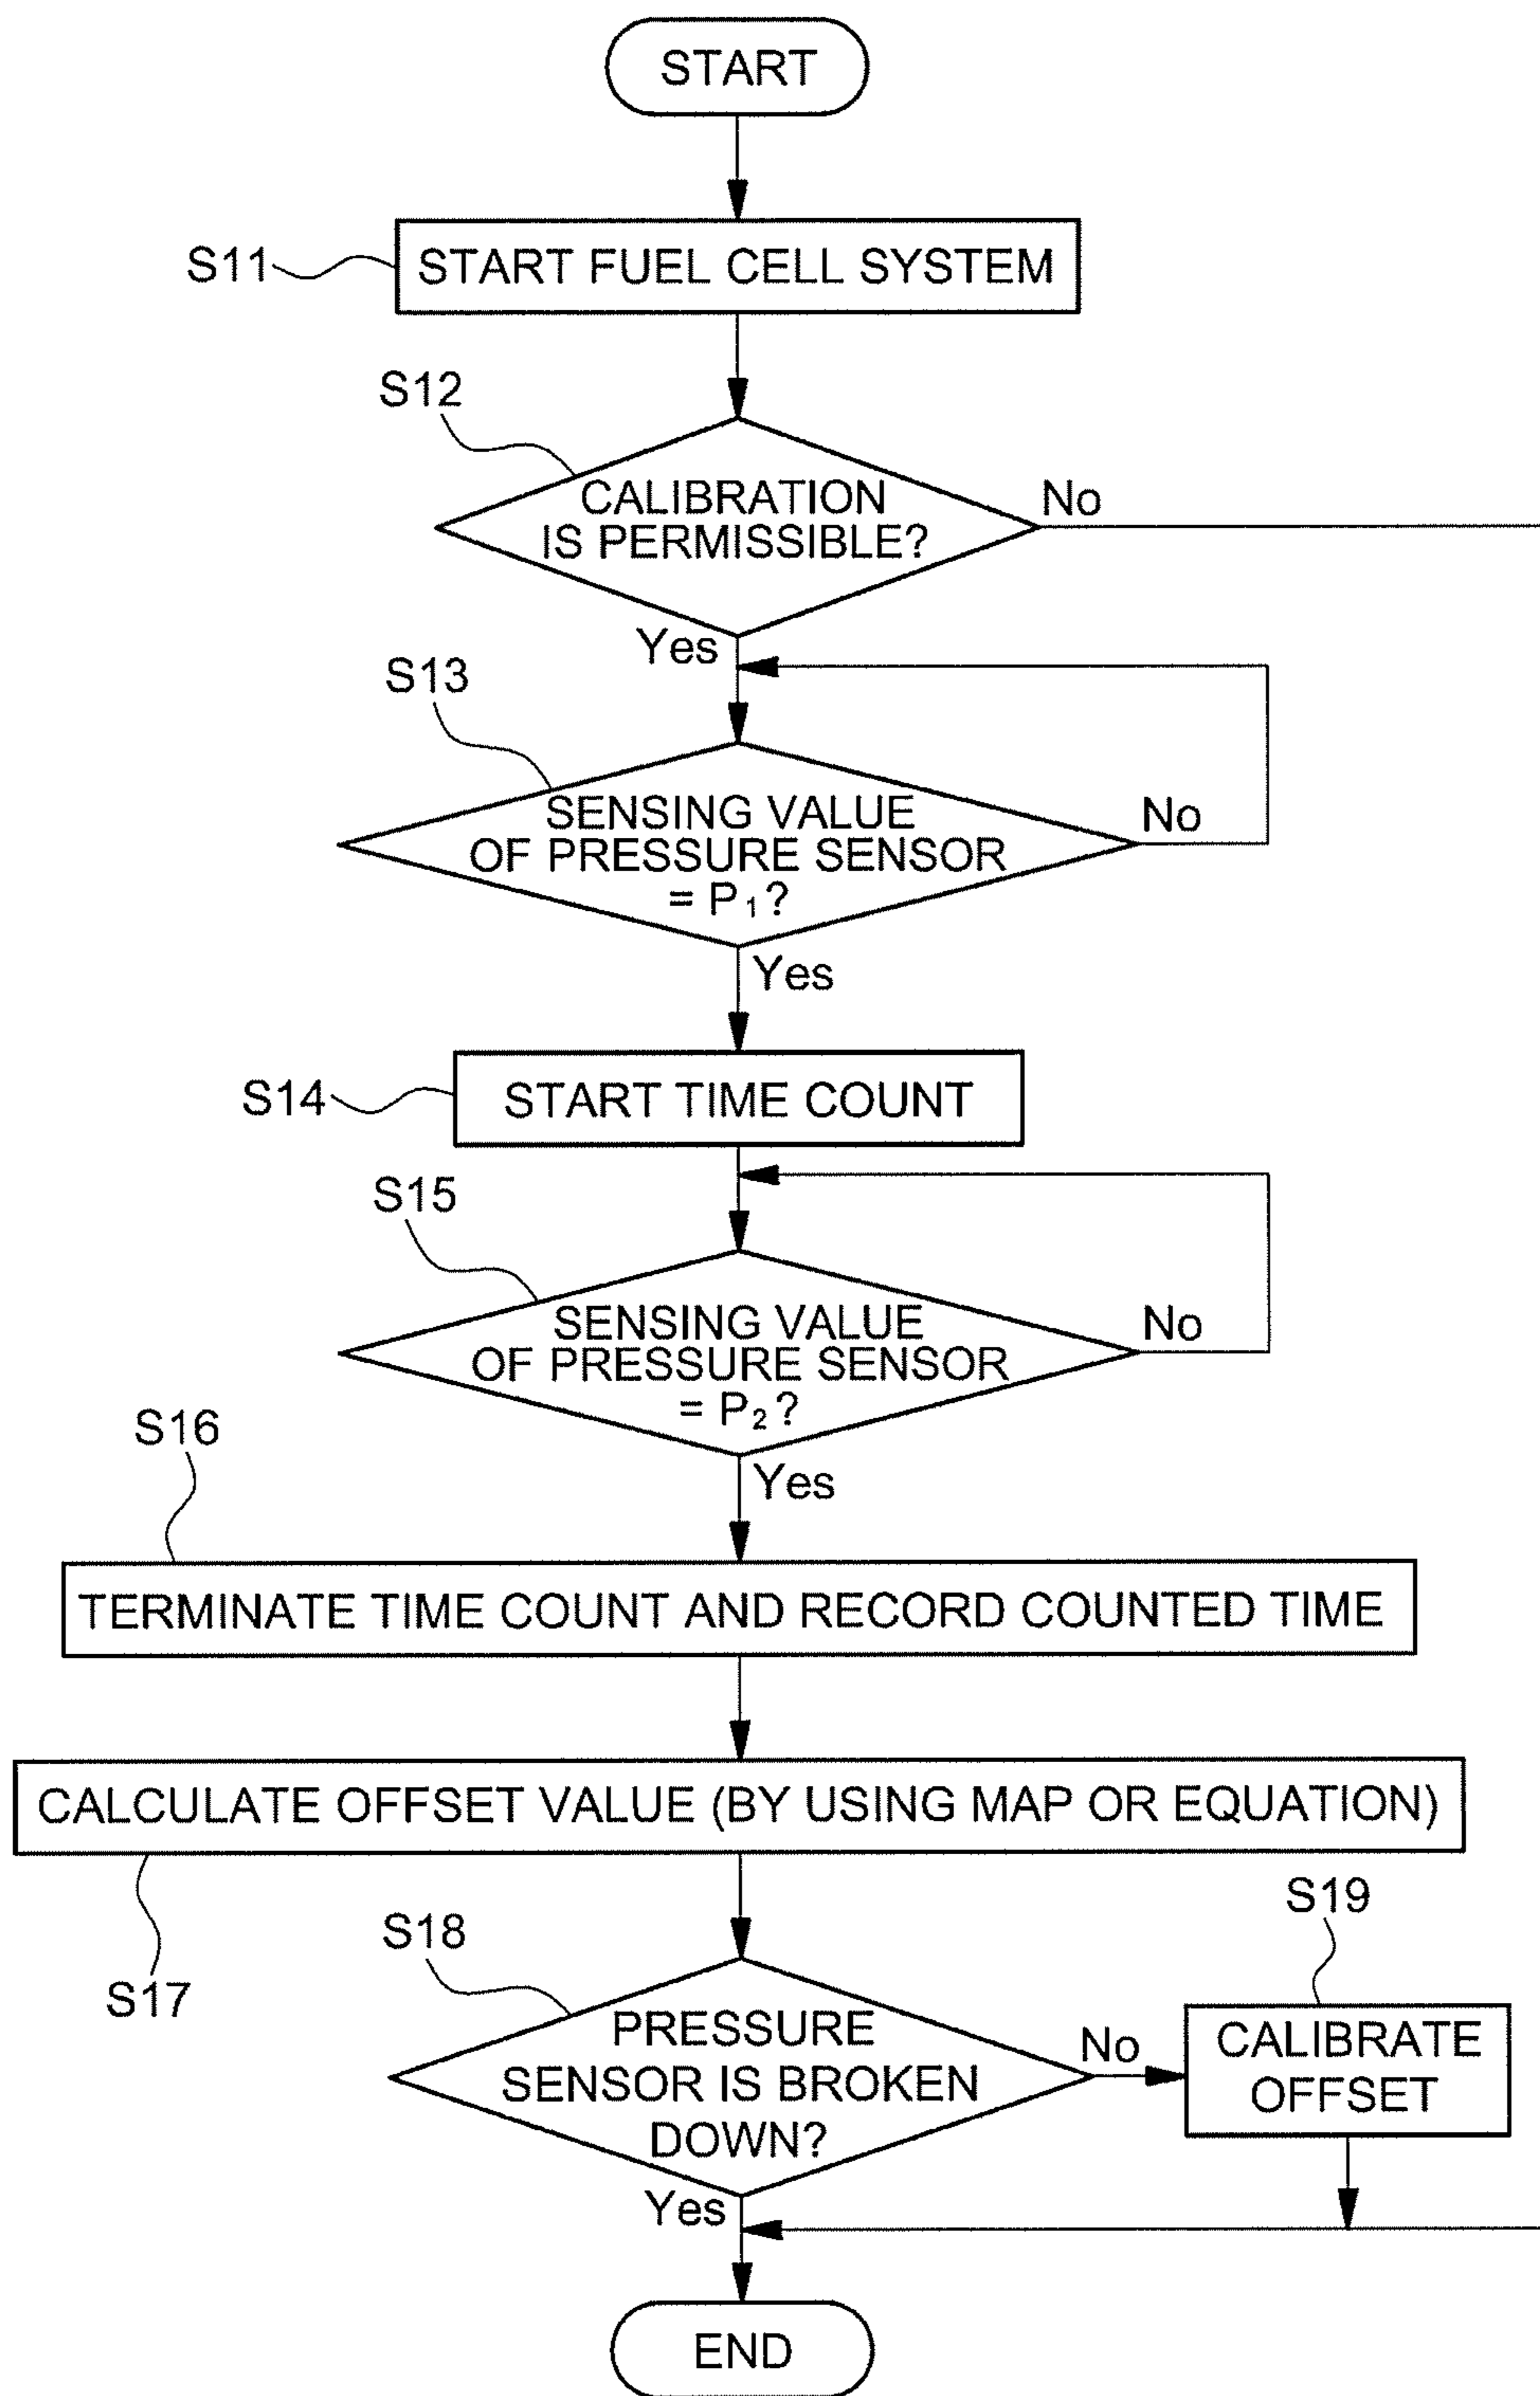 START
S11
START FUEL CELL SYSTEM
S12
CALIBRATION
IS PERMISSIBLE?
No
Yes
S13
SENSING VALUE
OF PRESSURE SENSOR
= P₁?
No
Yes
S14
START TIME COUNT
S15
SENSING VALUE
OF PRESSURE SENSOR
= P₂?
No
Yes
S16
TERMINATE TIME COUNT AND RECORD COUNTED TIME
CALCULATE OFFSET VALUE (BY USING MAP OR EQUATION)
S17
S18
PRESSURE
SENSOR IS BROKEN
DOWN?
No
Yes
S19
CALIBRATE
OFFSET
END